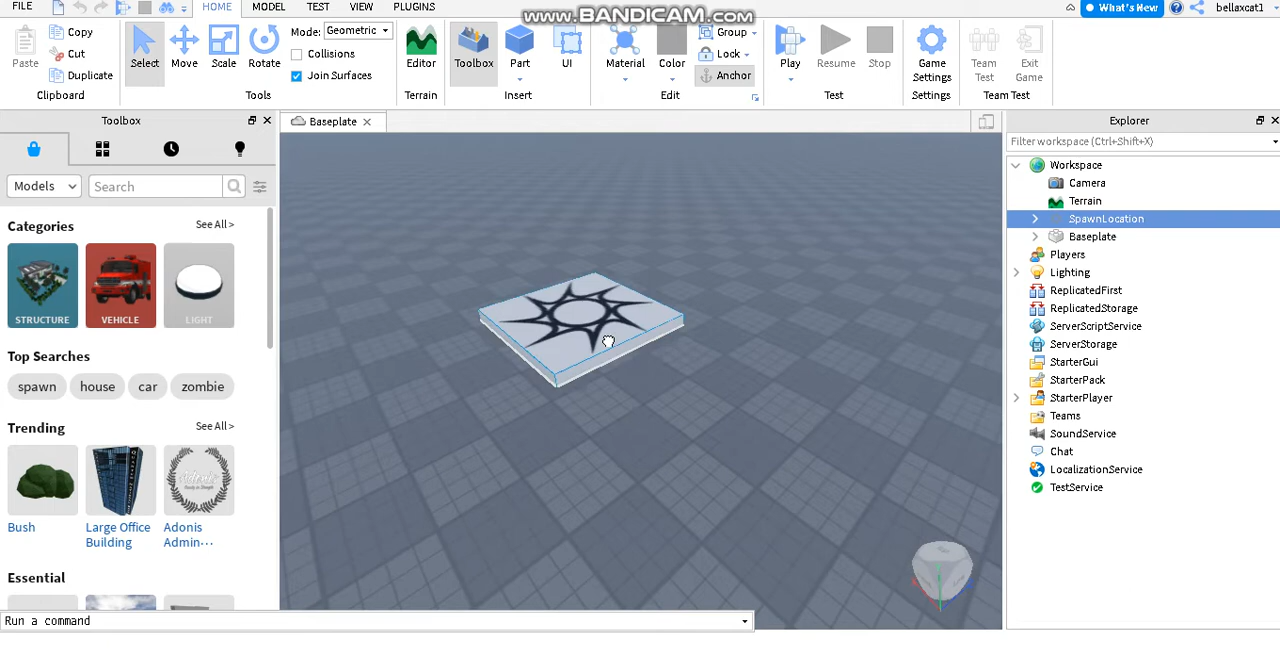 www.BANDICAM.com
FILE HOME MODEL TEST VIEW PLUGINS What's New bellaxcat1
Paste Copy Cut Duplicate Clipboard
Select Move Scale Rotate Mode: Geometric Collisions Join Surfaces Tools
Editor Terrain
Toolbox Part UI Insert
Material Color Group Lock Anchor Edit
Play Resume Stop Test
Game Settings Settings
Team Test Exit Game Team Test
Toolbox
Models Search
Categories See All >
STRUCTURE VEHICLE LIGHT
Top Searches
spawn house car zombie
Trending See All >
Bush Large Office Building Adonis Admin...
Essential
Baseplate
Explorer
Filter workspace (Ctrl+Shift+X)
Workspace
Camera
Terrain
SpawnLocation
Baseplate
Players
Lighting
ReplicatedFirst
ReplicatedStorage
ServerScriptService
ServerStorage
StarterGui
StarterPack
StarterPlayer
Teams
SoundService
Chat
LocalizationService
TestService
Run a command